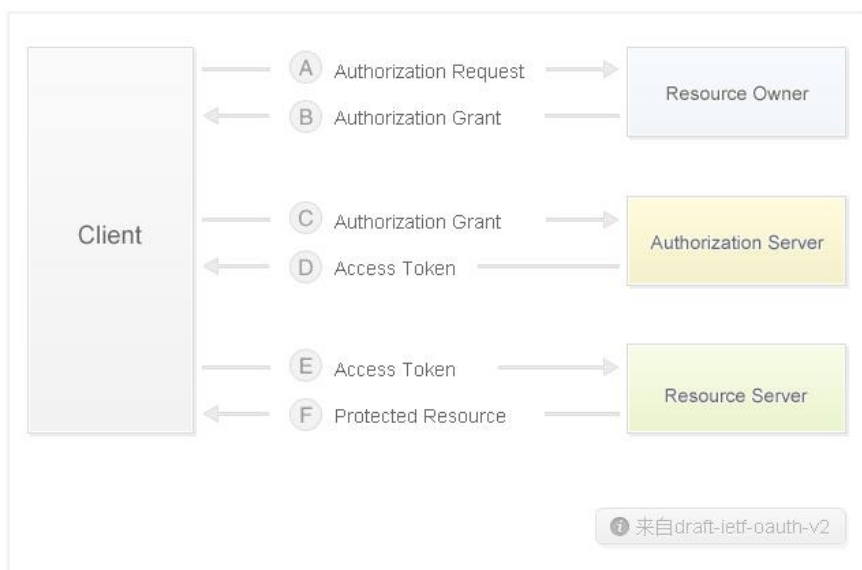 A Authorization Request
Resource Owner
B Authorization Grant
Client
C Authorization Grant
Authorization Server
D Access Token
E Access Token
Resource Server
F Protected Resource
i 来自draft-ietf-oauth-v2